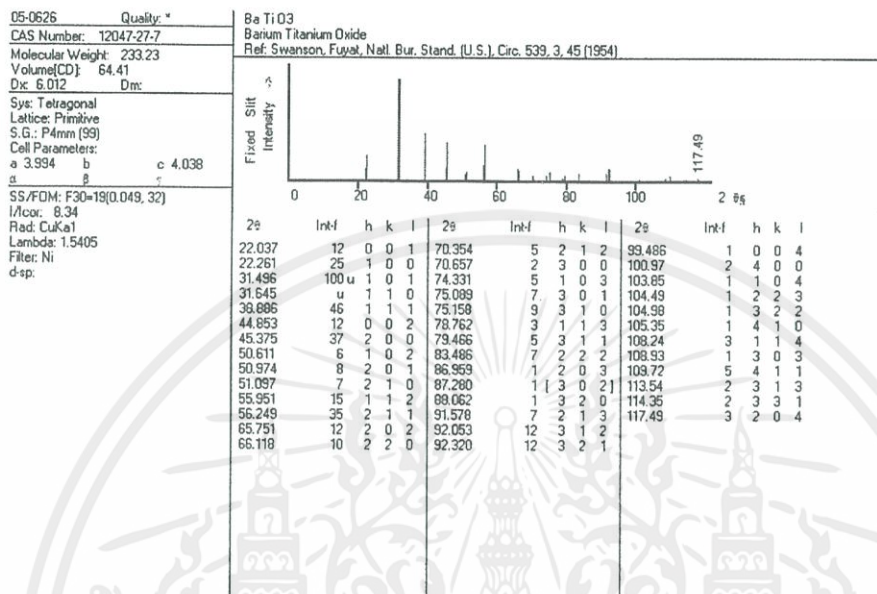 05-0626 Quality: *
CAS Number: 12047-27-7
Molecular Weight: 233.23
Volume[CD]: 64.41
Dx: 6.012 Dm:
Sys: Tetragonal
Lattice: Primitive
S.G.: P4mm (99)
Cell Parameters:
a 3.994 b c 4.038
α β
SS/FOM: F30=19(0.049, 32)
I/Icor: 8.34
Rad: CuKa1
Lambda: 1.5405
Filter: Ni
d-sp:
Ba Ti O3
Barium Titanium Oxide
Ref: Swanson, Fuyat, Natl. Bur. Stand. (U.S.), Circ. 539, 3, 45 (1954)
Fixed Slit
Intensity
117.49
0 20 40 60 80 100 2 θ
2θ Int-f h k l 2θ Int-f h k l 2θ Int-f h k l
22.037 12 0 0 1 70.354 5 2 1 2 99.486 1 0 0 4
22.261 25 1 0 0 70.657 2 3 0 0 100.97 2 4 0 0
31.496 100 u 1 0 1 74.331 5 1 0 3 103.85 1 1 0 4
31.645 u 1 1 0 75.089 7 3 0 1 104.49 1 2 2 3
38.886 46 1 1 1 75.158 9 3 1 0 104.98 1 3 2 2
44.853 12 0 0 2 78.762 3 1 1 3 105.35 1 4 1 0
45.375 37 2 0 0 79.466 5 3 1 1 108.24 3 1 1 4
50.611 6 1 0 2 83.486 7 2 2 2 108.93 1 3 0 3
50.974 8 2 0 1 86.959 1 2 0 3 109.72 5 4 1 1
51.097 7 2 1 0 87.280 1 [ 3 0 2 ] 113.54 2 3 1 3
55.951 15 1 1 2 88.062 1 3 2 0 114.35 2 3 3 1
56.249 35 2 1 1 91.578 7 2 1 3 117.49 3 2 0 4
65.751 12 2 0 2 92.053 12 3 1 2
66.118 10 2 2 0 92.320 12 3 2 1